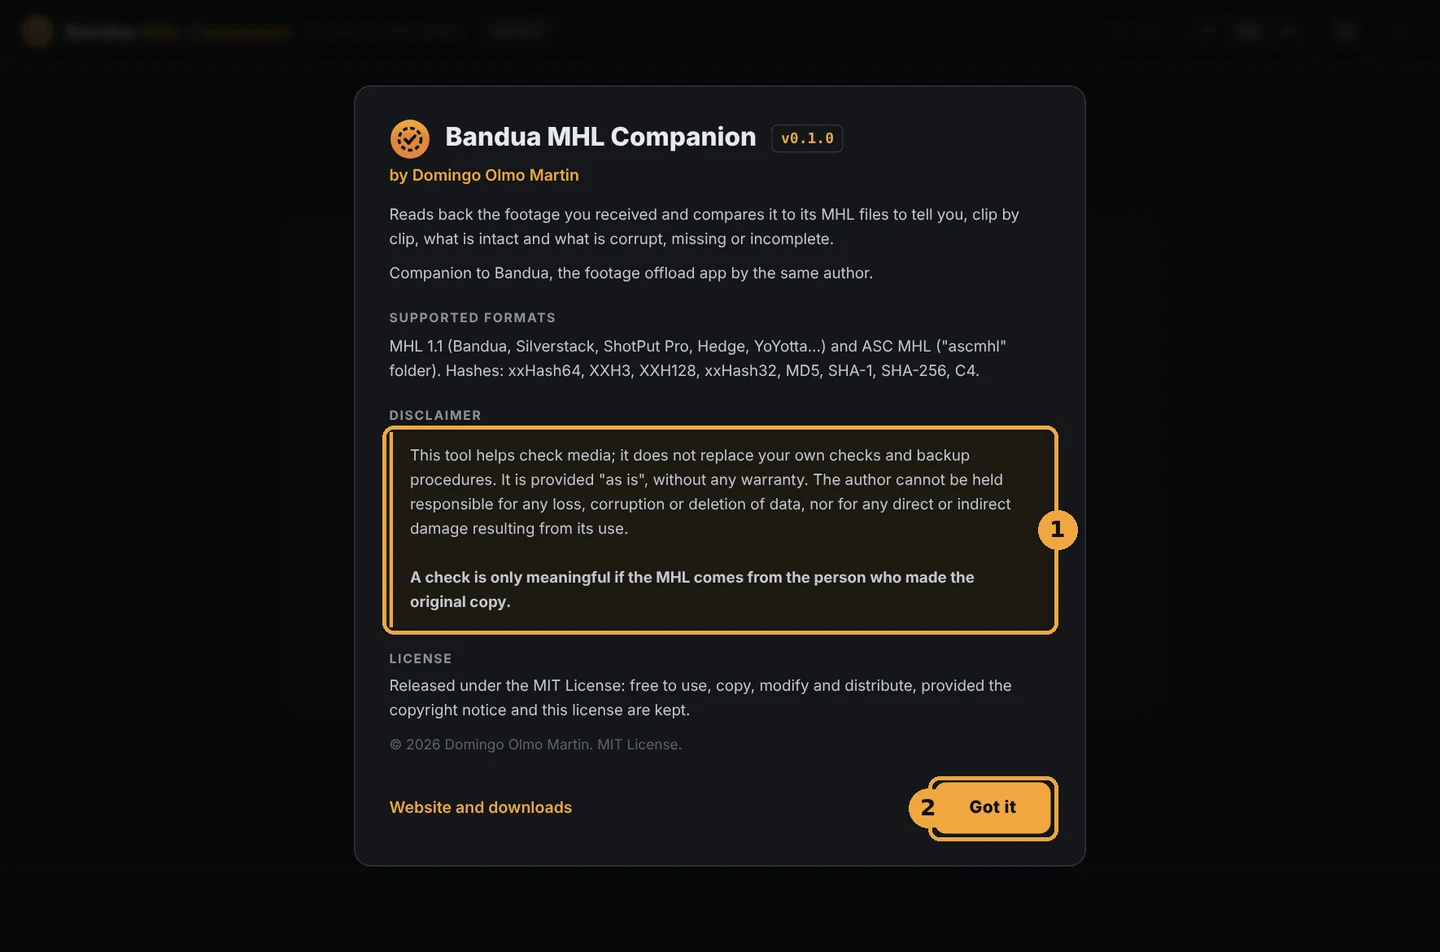 Bandua MHL Companion v0.1.0
by Domingo Olmo Martin
Reads back the footage you received and compares it to its MHL files to tell you, clip by
clip, what is intact and what is corrupt, missing or incomplete.
Companion to Bandua, the footage offload app by the same author.
SUPPORTED FORMATS
MHL 1.1 (Bandua, Silverstack, ShotPut Pro, Hedge, YoYotta...) and ASC MHL ("ascmhl"
folder). Hashes: xxHash64, XXH3, XXH128, xxHash32, MD5, SHA-1, SHA-256, C4.
DISCLAIMER
This tool helps check media; it does not replace your own checks and backup
procedures. It is provided "as is", without any warranty. The author cannot be held
responsible for any loss, corruption or deletion of data, nor for any direct or indirect
damage resulting from its use.
1
A check is only meaningful if the MHL comes from the person who made the
original copy.
LICENSE
Released under the MIT License: free to use, copy, modify and distribute, provided the
copyright notice and this license are kept.
© 2026 Domingo Olmo Martin. MIT License.
Website and downloads
2 Got it